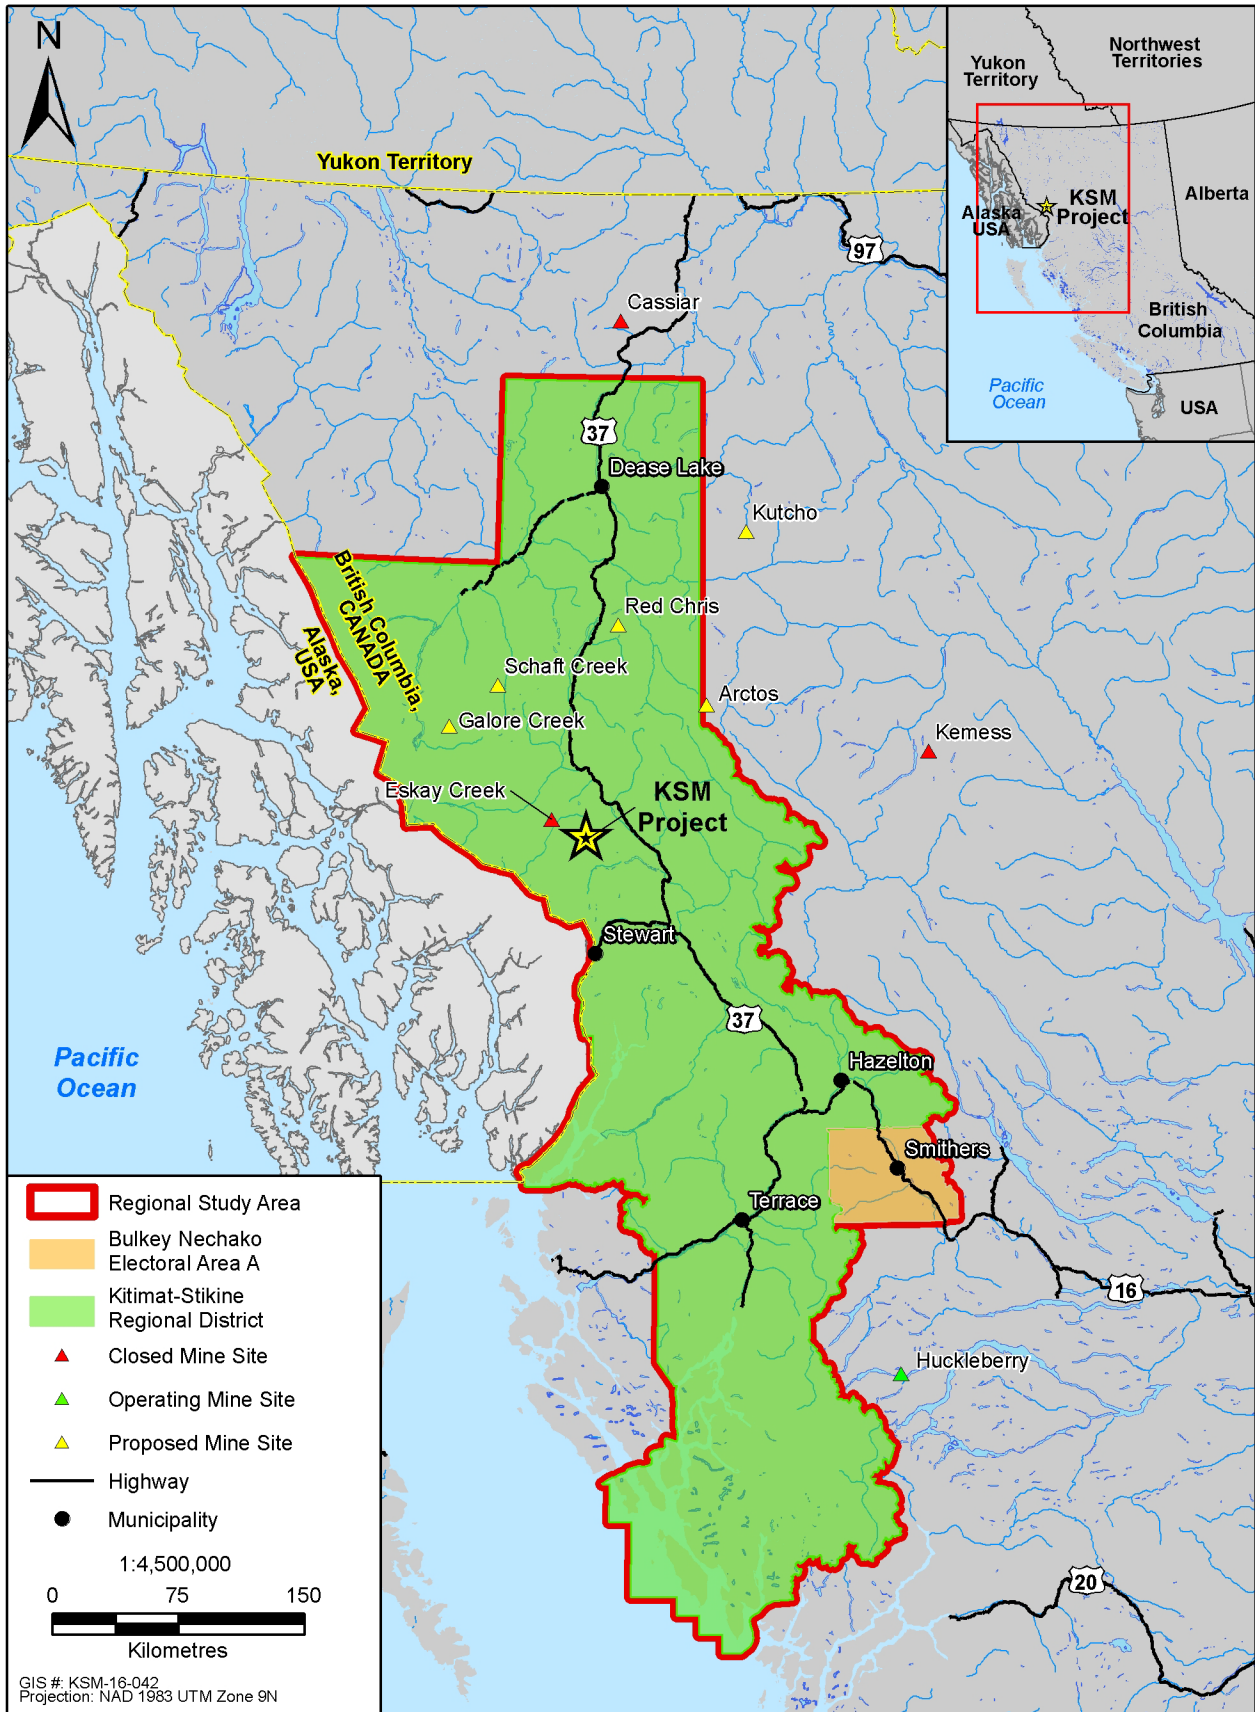 N
Yukon Territory
Yukon
Territory
Northwest
Territories
Alberta
KSM
Project
Alaska
USA
British
Columbia
Pacific
Ocean
USA
97
Cassiar
37
Dease Lake
Kutcho
British Columbia,
CANADA
Alaska,
USA
Red Chris
Schaft Creek
Arctos
Galore Creek
Kemess
Eskay Creek
KSM
Project
Stewart
37
Pacific
Ocean
Hazelton
Smithers
Terrace
16
Huckleberry
20
Regional Study Area
Bulkey Nechako
Electoral Area A
Kitimat-Stikine
Regional District
Closed Mine Site
Operating Mine Site
Proposed Mine Site
Highway
Municipality
1:4,500,000
0 75 150
Kilometres
GIS #: KSM-16-042
Projection: NAD 1983 UTM Zone 9N